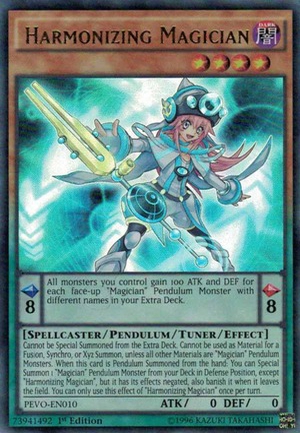 HARMONIZING MAGICIAN
DARK
闇
All monsters you control gain 100 ATK and DEF for
each face-up "Magician" Pendulum Monster with
different names in your Extra Deck.
8
8
[Spellcaster/Pendulum/Tuner/Effect]
Cannot be Special Summoned from the Extra Deck. Cannot be used as Material for
a Fusion, Synchro, or Xyz Summon, unless all other Materials are "Magician" Pendulum
Monsters. When this card is Pendulum Summoned from the hand: You can Special
Summon 1 "Magician" Pendulum Monster from your Deck in Defense Position, except
"Harmonizing Magician", but it has its effects negated, also banish it when it leaves
the field. You can only use this effect of "Harmonizing Magician" once per turn.
PEVO-EN010
ATK/ 0 DEF/ 0
73941492 1st Edition
©1996 KAZUKI TAKAHASHI